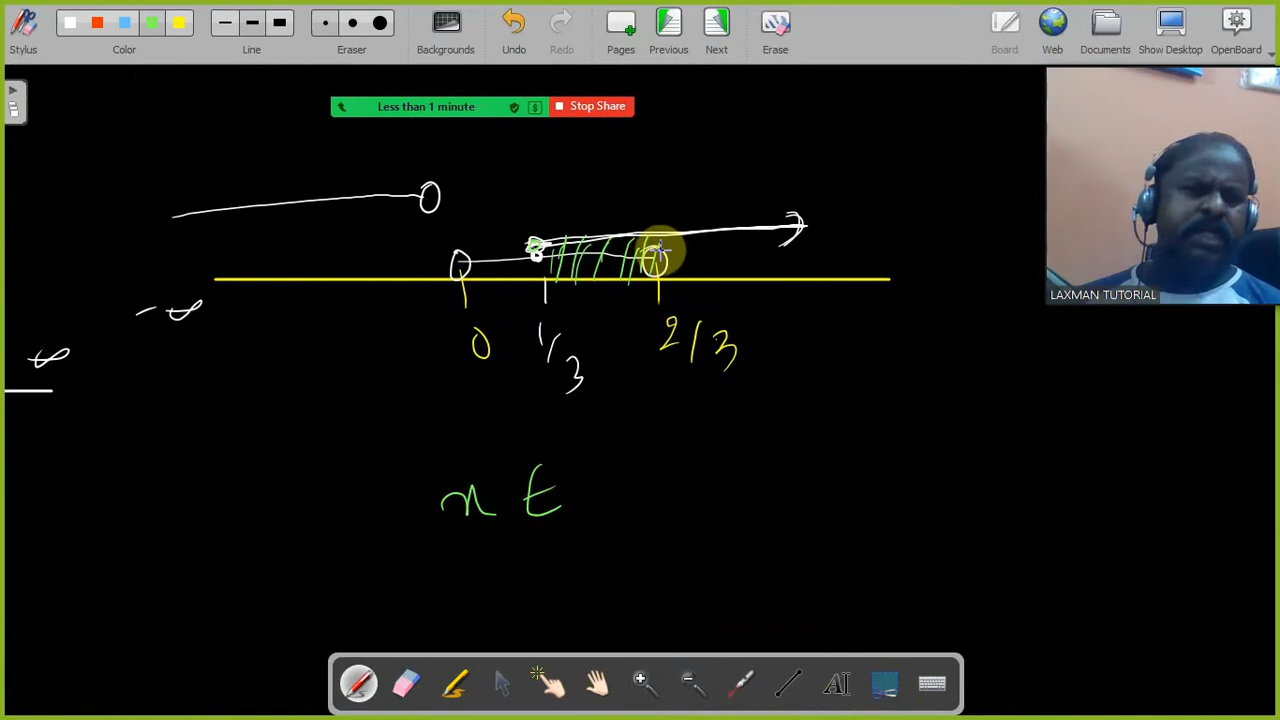 Stylus Color Line Eraser Backgrounds Undo Redo Pages Previous Next Erase Board Web Documents Show Desktop OpenBoard
Less than 1 minute Stop Share
LAXMAN TUTORIAL
-∞
0 1/3 2/3
∞
x ∈
AI